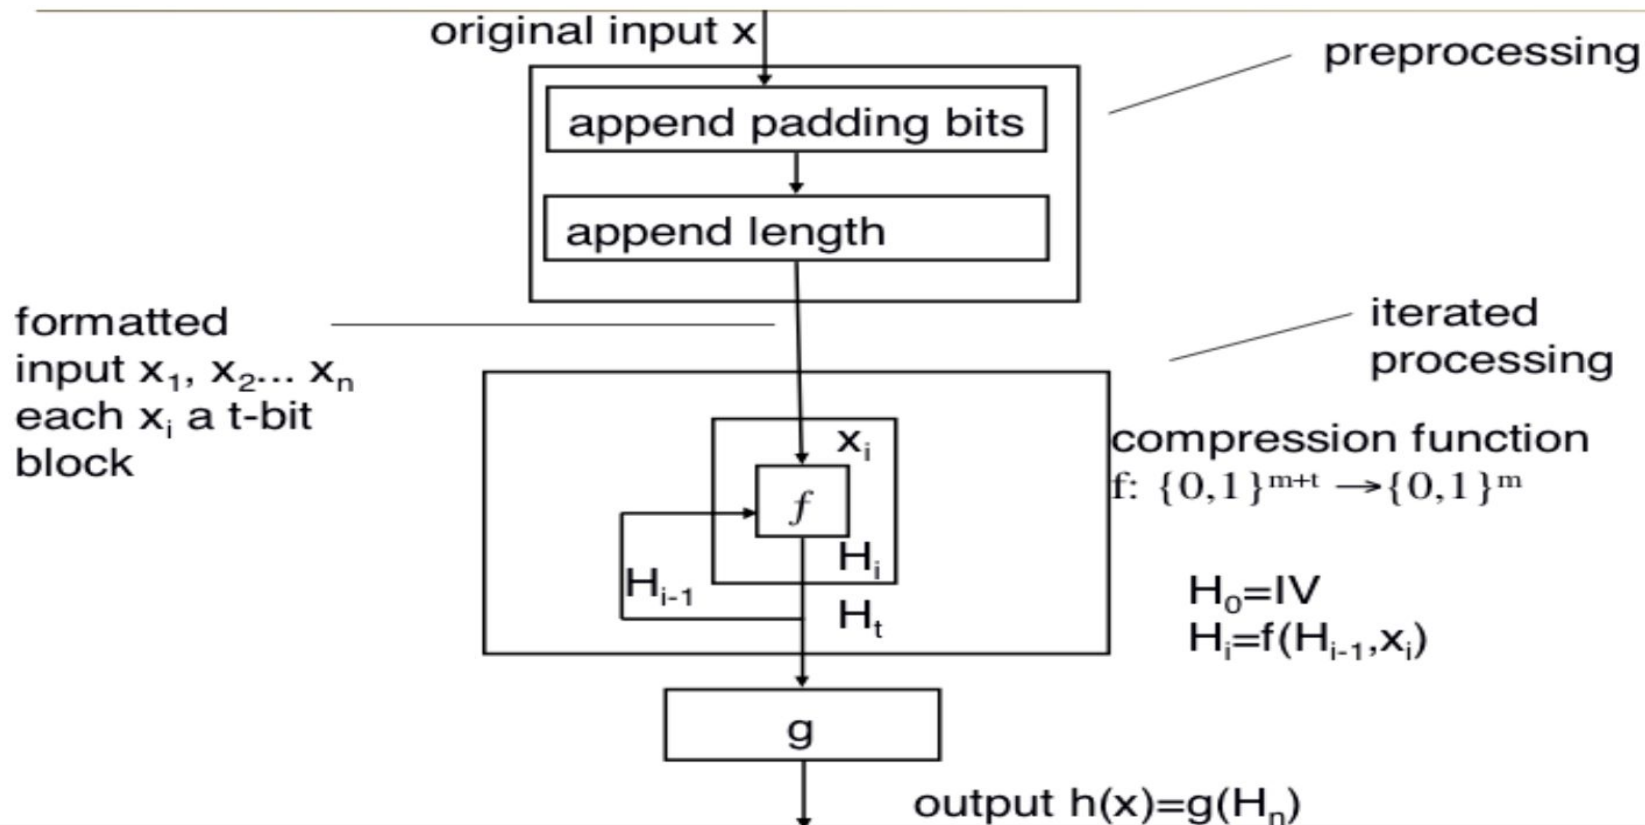 original input x
preprocessing
append padding bits
append length
formatted
input x₁, x₂... xₙ
each xᵢ a t-bit
block
iterated
processing
xᵢ
f
Hᵢ
Hᵢ₋₁
Hₜ
compression function
f: {0,1}ᵐ⁺ᵗ →{0,1}ᵐ
H₀=IV
Hᵢ=f(Hᵢ₋₁,xᵢ)
g
output h(x)=g(Hₙ)